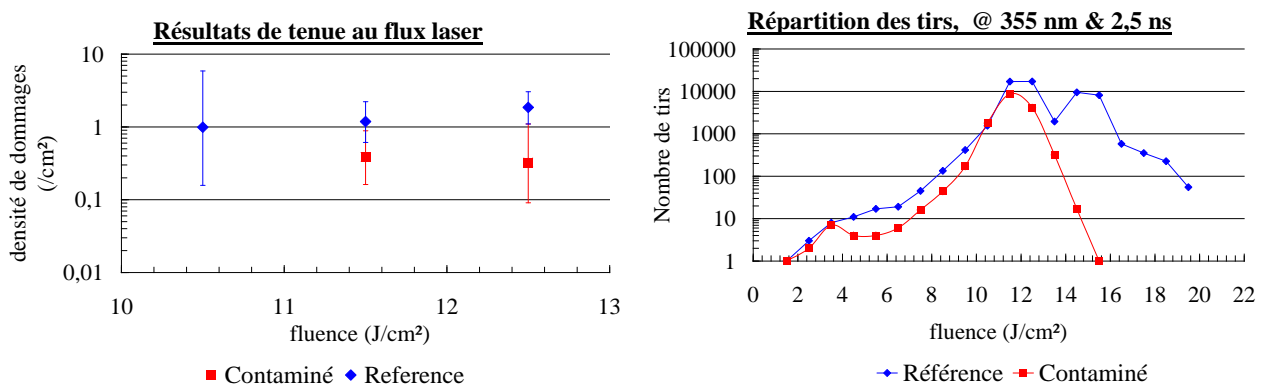 Résultats de tenue au flux laser
densité de dommages
(/cm²)
10
1
0,1
0,01
10 11 12 13
fluence (J/cm²)
Contaminé Reference
Répartition des tirs, @ 355 nm & 2,5 ns
Nombre de tirs
100000
10000
1000
100
10
1
0 2 4 6 8 10 12 14 16 18 20 22
fluence (J/cm²)
Référence Contaminé